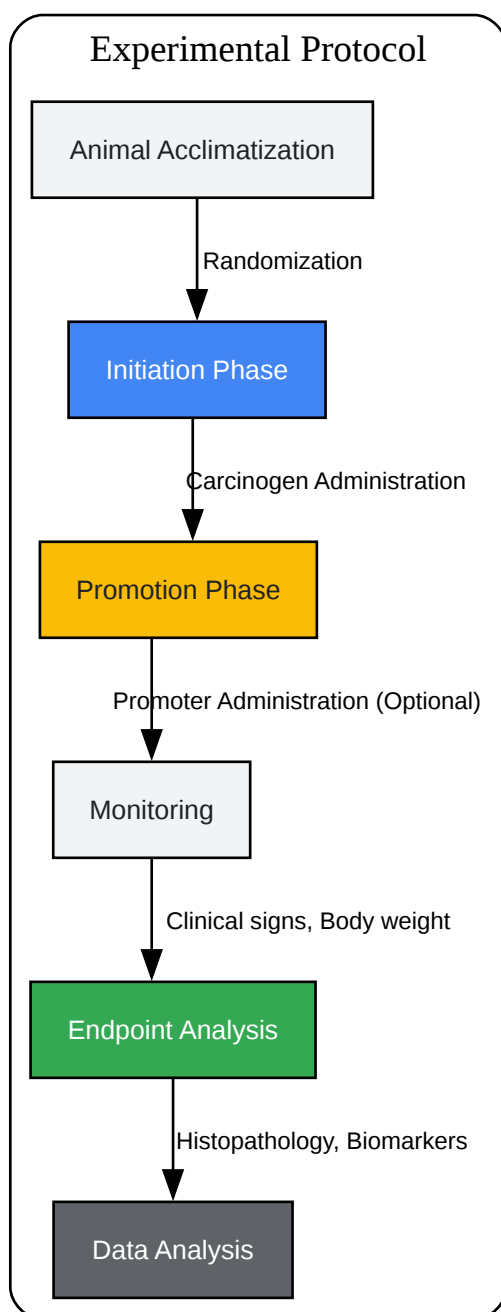 Experimental Protocol
Animal Acclimatization
Randomization
Initiation Phase
Carcinogen Administration
Promotion Phase
Promoter Administration (Optional)
Monitoring
Clinical signs, Body weight
Endpoint Analysis
Histopathology, Biomarkers
Data Analysis